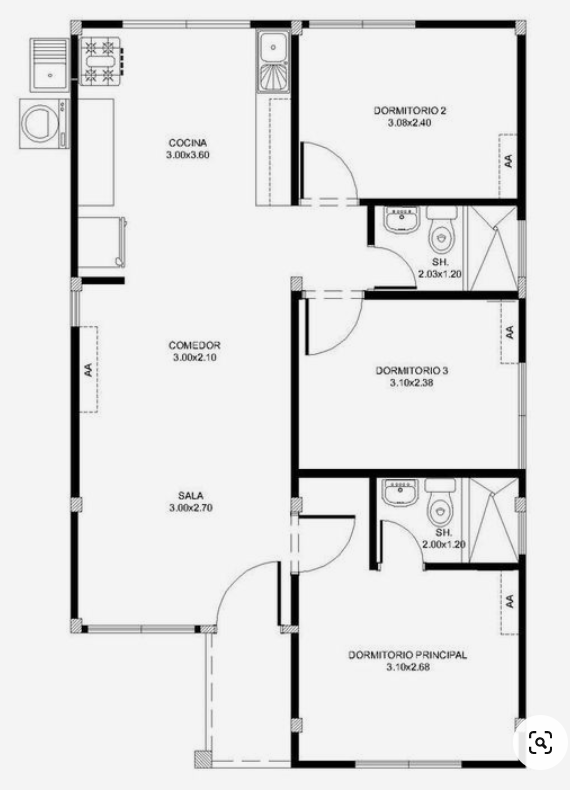 DORMITORIO 2
3.08x2.40
AA
COCINA
3.00x3.60
SH.
2.03x1.20
COMEDOR
3.00x2.10
AA
AA
DORMITORIO 3
3.10x2.38
SALA
3.00x2.70
SH.
2.00x1.20
AA
DORMITORIO PRINCIPAL
3.10x2.68